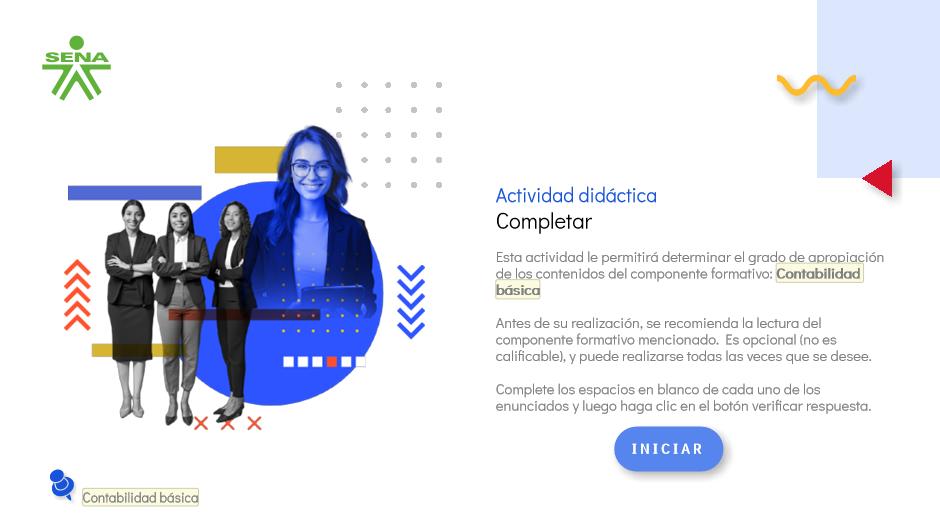 SENA
Actividad didáctica
Completar
Esta actividad le permitirá determinar el grado de apropiación
de los contenidos del componente formativo: Contabilidad
básica
Antes de su realización, se recomienda la lectura del
componente formativo mencionado. Es opcional (no es
calificable), y puede realizarse todas las veces que se desee.
Complete los espacios en blanco de cada uno de los
enunciados y luego haga clic en el botón verificar respuesta.
INICIAR
Contabilidad básica